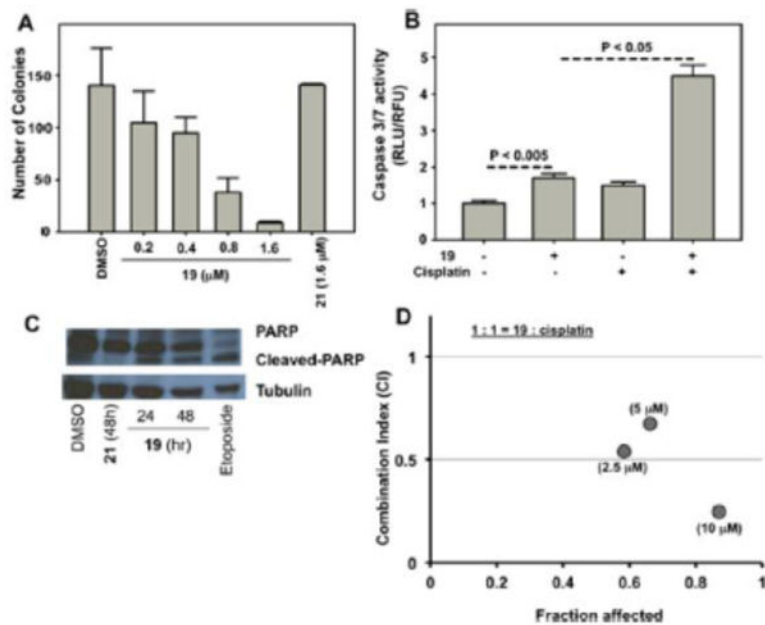 A
Number of Colonies
150
100
50
0
DMSO
0.2
0.4
0.8
1.6
19 (μM)
21 (1.6 μM)
B
Caspase 3/7 activity
(RLU/RFU)
5
4
3
2
1
0
P < 0.005
P < 0.05
19 - + - +
Cisplatin - - + +
C
PARP
Cleaved-PARP
Tubulin
DMSO
21 (48h)
24 48
19 (hr)
Etoposide
D
1 : 1 = 19 : cisplatin
Combination Index (CI)
1
0.5
0
(5 μM)
(2.5 μM)
(10 μM)
0 0.2 0.4 0.6 0.8 1
Fraction affected